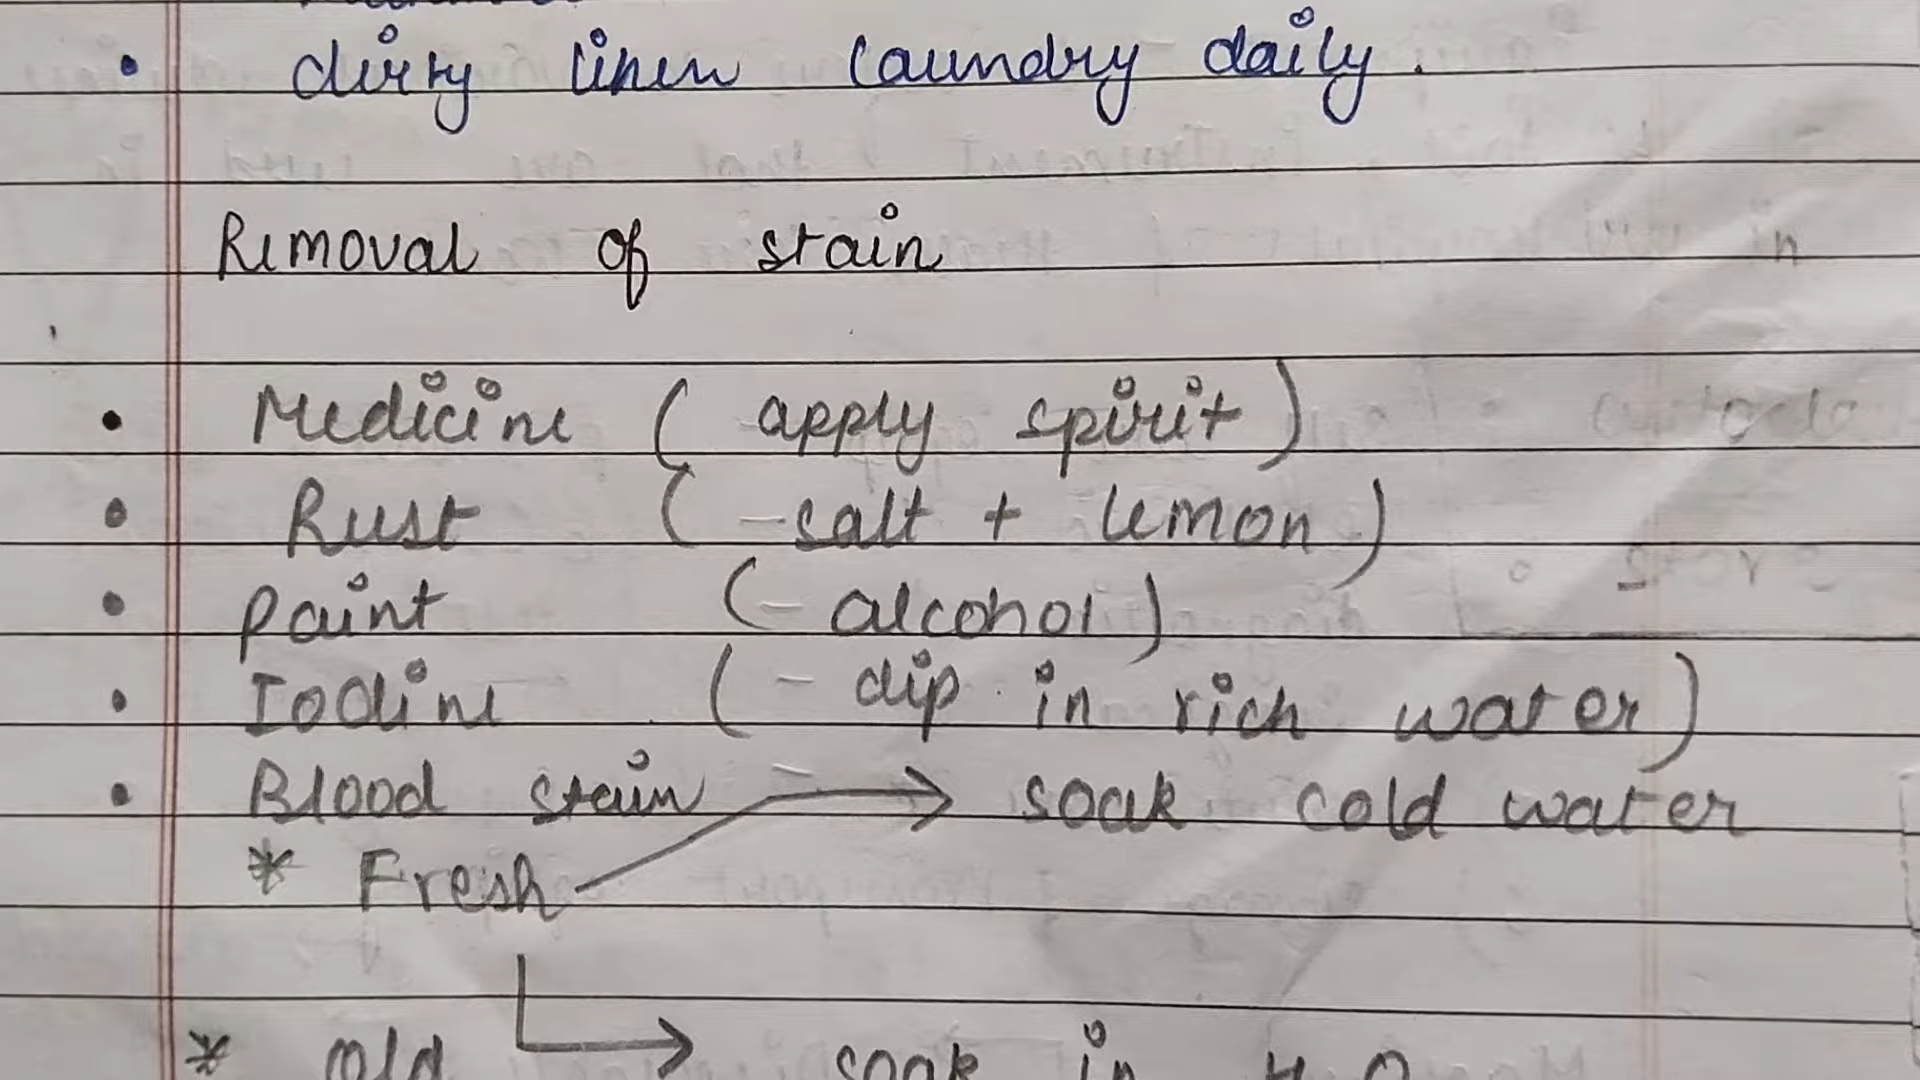 • dirty linen laundry daily.
Removal of stain
• Medicine ( apply spirit )
• Rust ( - salt + lemon )
• Paint ( - alcohol )
• Iodine ( - dip in rich water )
• Blood stain → soak cold water
* Fresh
* old → soak in